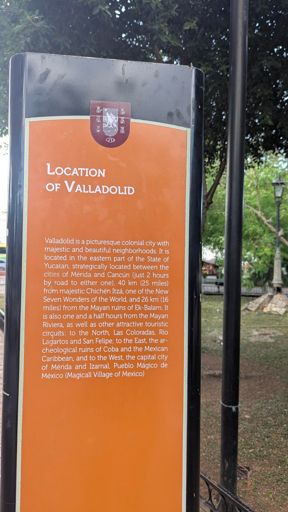 LOCATION
OF VALLADOLID
Valladolid is a picturesque colonial city with
majestic and beautiful neighborhoods. It is
located in the eastern part of the State of
Yucatan, strategically located between the
cities of Mérida and Cancún (just 2 hours
by road to either one), 40 km (25 miles)
from majestic Chichén Itzá, one of the New
Seven Wonders of the World, and 26 km (16
miles) from the Mayan ruins of Ek-Balam. It
is also one and a half hours from the Mayan
Riviera, as well as other attractive touristic
circuits: to the North, Las Coloradas, Rio
Lagartos and San Felipe; to the East, the ar-
cheological ruins of Coba and the Mexican
Caribbean; and to the West, the capital city
of Mérida and Izamal, Pueblo Mágico de
México (Magicall Village of Mexico)